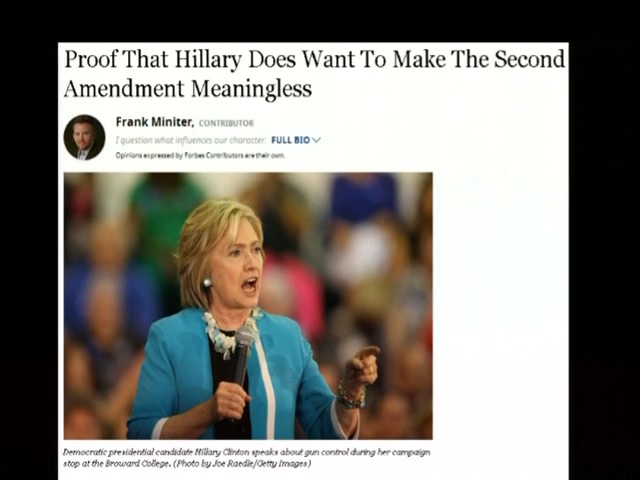 Proof That Hillary Does Want To Make The Second
Amendment Meaningless
Frank Miniter, CONTRIBUTOR
I question what influences our character. FULL BIO
Opinions expressed by Forbes Contributors are their own.
Democratic presidential candidate Hillary Clinton speaks about gun control during her campaign
stop at the Broward College. (Photo by Joe Raedle/Getty Images)